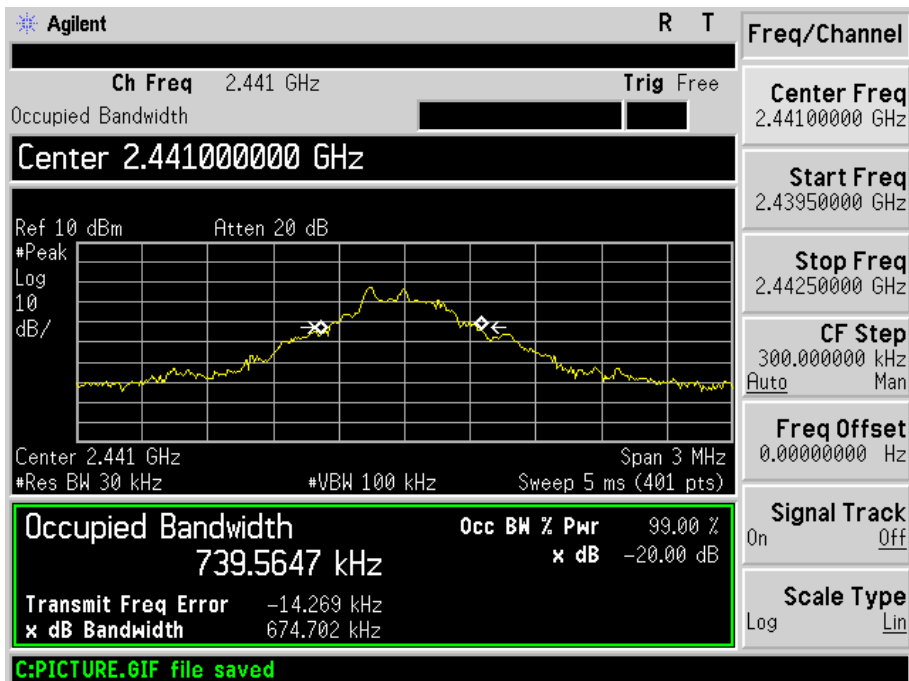 Agilent
R T
Ch Freq 2.441 GHz Trig Free
Occupied Bandwidth
Center 2.441000000 GHz
Ref 10 dBm Atten 20 dB
#Peak
Log
10
dB/
Center 2.441 GHz Span 3 MHz
#Res BW 30 kHz #VBW 100 kHz Sweep 5 ms (401 pts)
Occupied Bandwidth
739.5647 kHz
Occ BW % Pwr 99.00 %
x dB -20.00 dB
Transmit Freq Error -14.269 kHz
x dB Bandwidth 674.702 kHz
C:PICTURE.GIF file saved
Freq/Channel
Center Freq
2.44100000 GHz
Start Freq
2.43950000 GHz
Stop Freq
2.44250000 GHz
CF Step
300.000000 kHz
Auto Man
Freq Offset
0.00000000 Hz
Signal Track
On Off
Scale Type
Log Lin